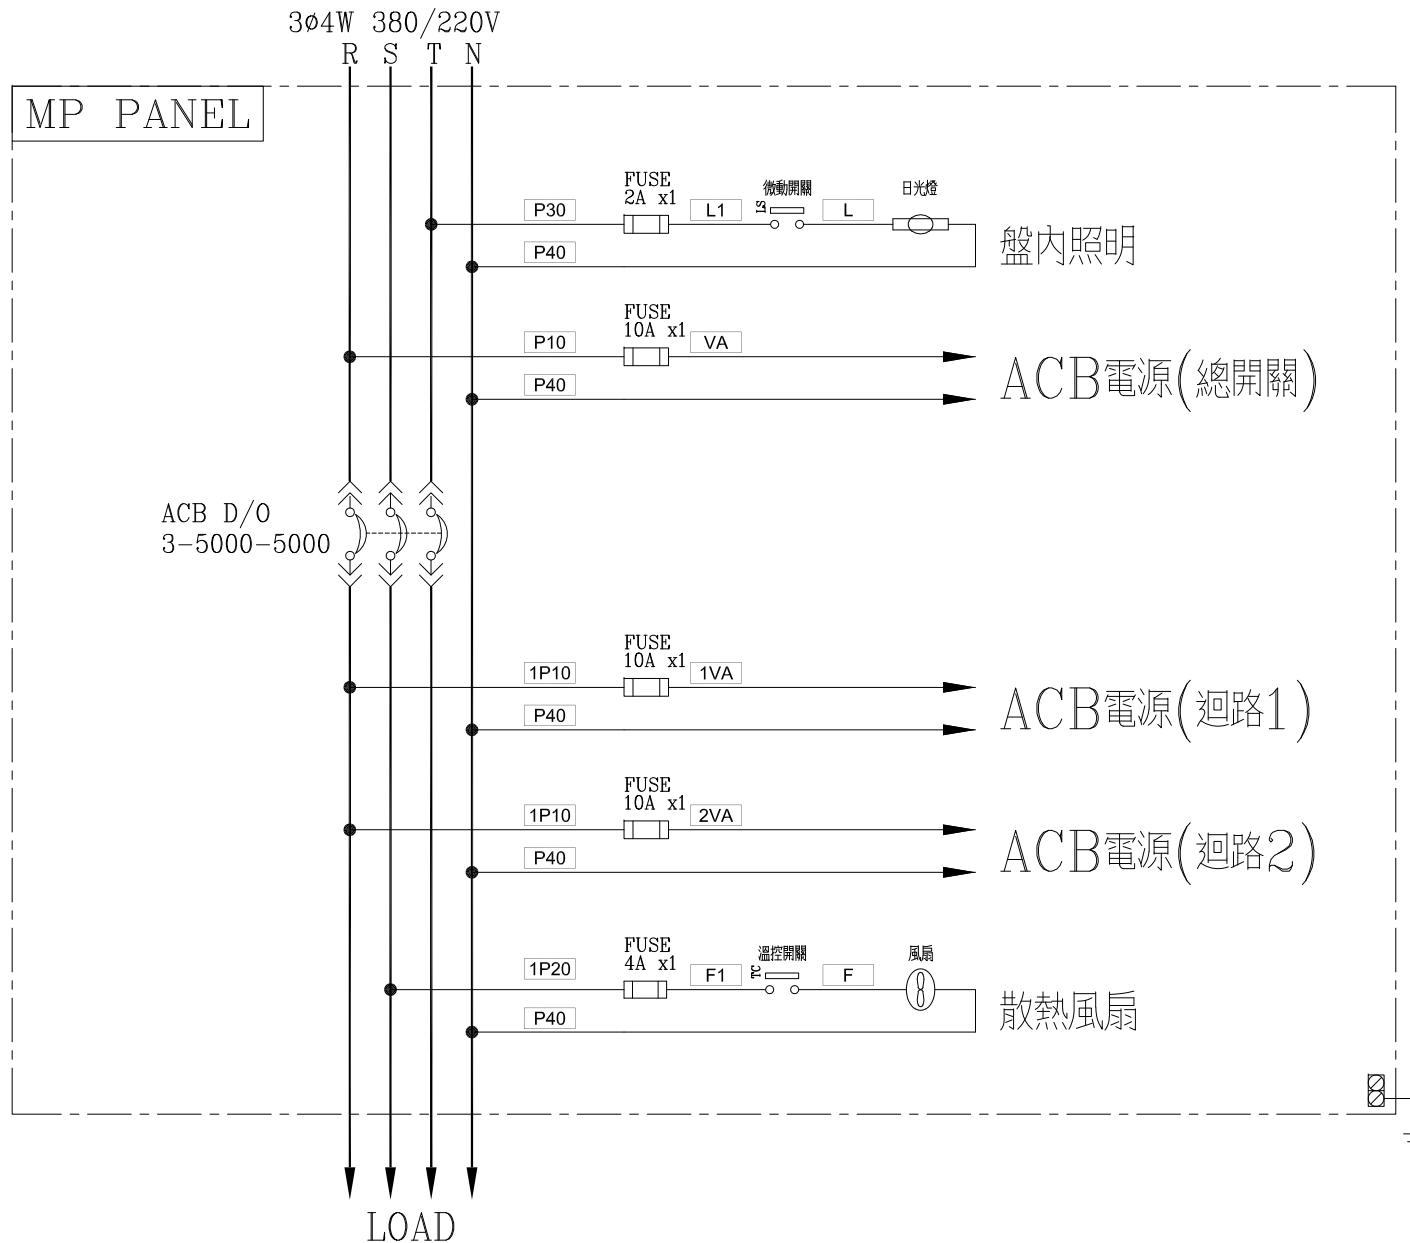 3ø4W 380/220V
R S T N
MP PANEL
FUSE
2A x1
微動開關
日光燈
P30
L1
LS
L
P40
盤內照明
FUSE
10A x1
P10
VA
P40
ACB電源(總開關)
ACB D/O
3-5000-5000
FUSE
10A x1
1P10
1VA
P40
ACB電源(迴路1)
FUSE
10A x1
1P10
2VA
P40
ACB電源(迴路2)
FUSE
4A x1
溫控開關
風扇
1P20
F1
TC
F
P40
散熱風扇
LOAD